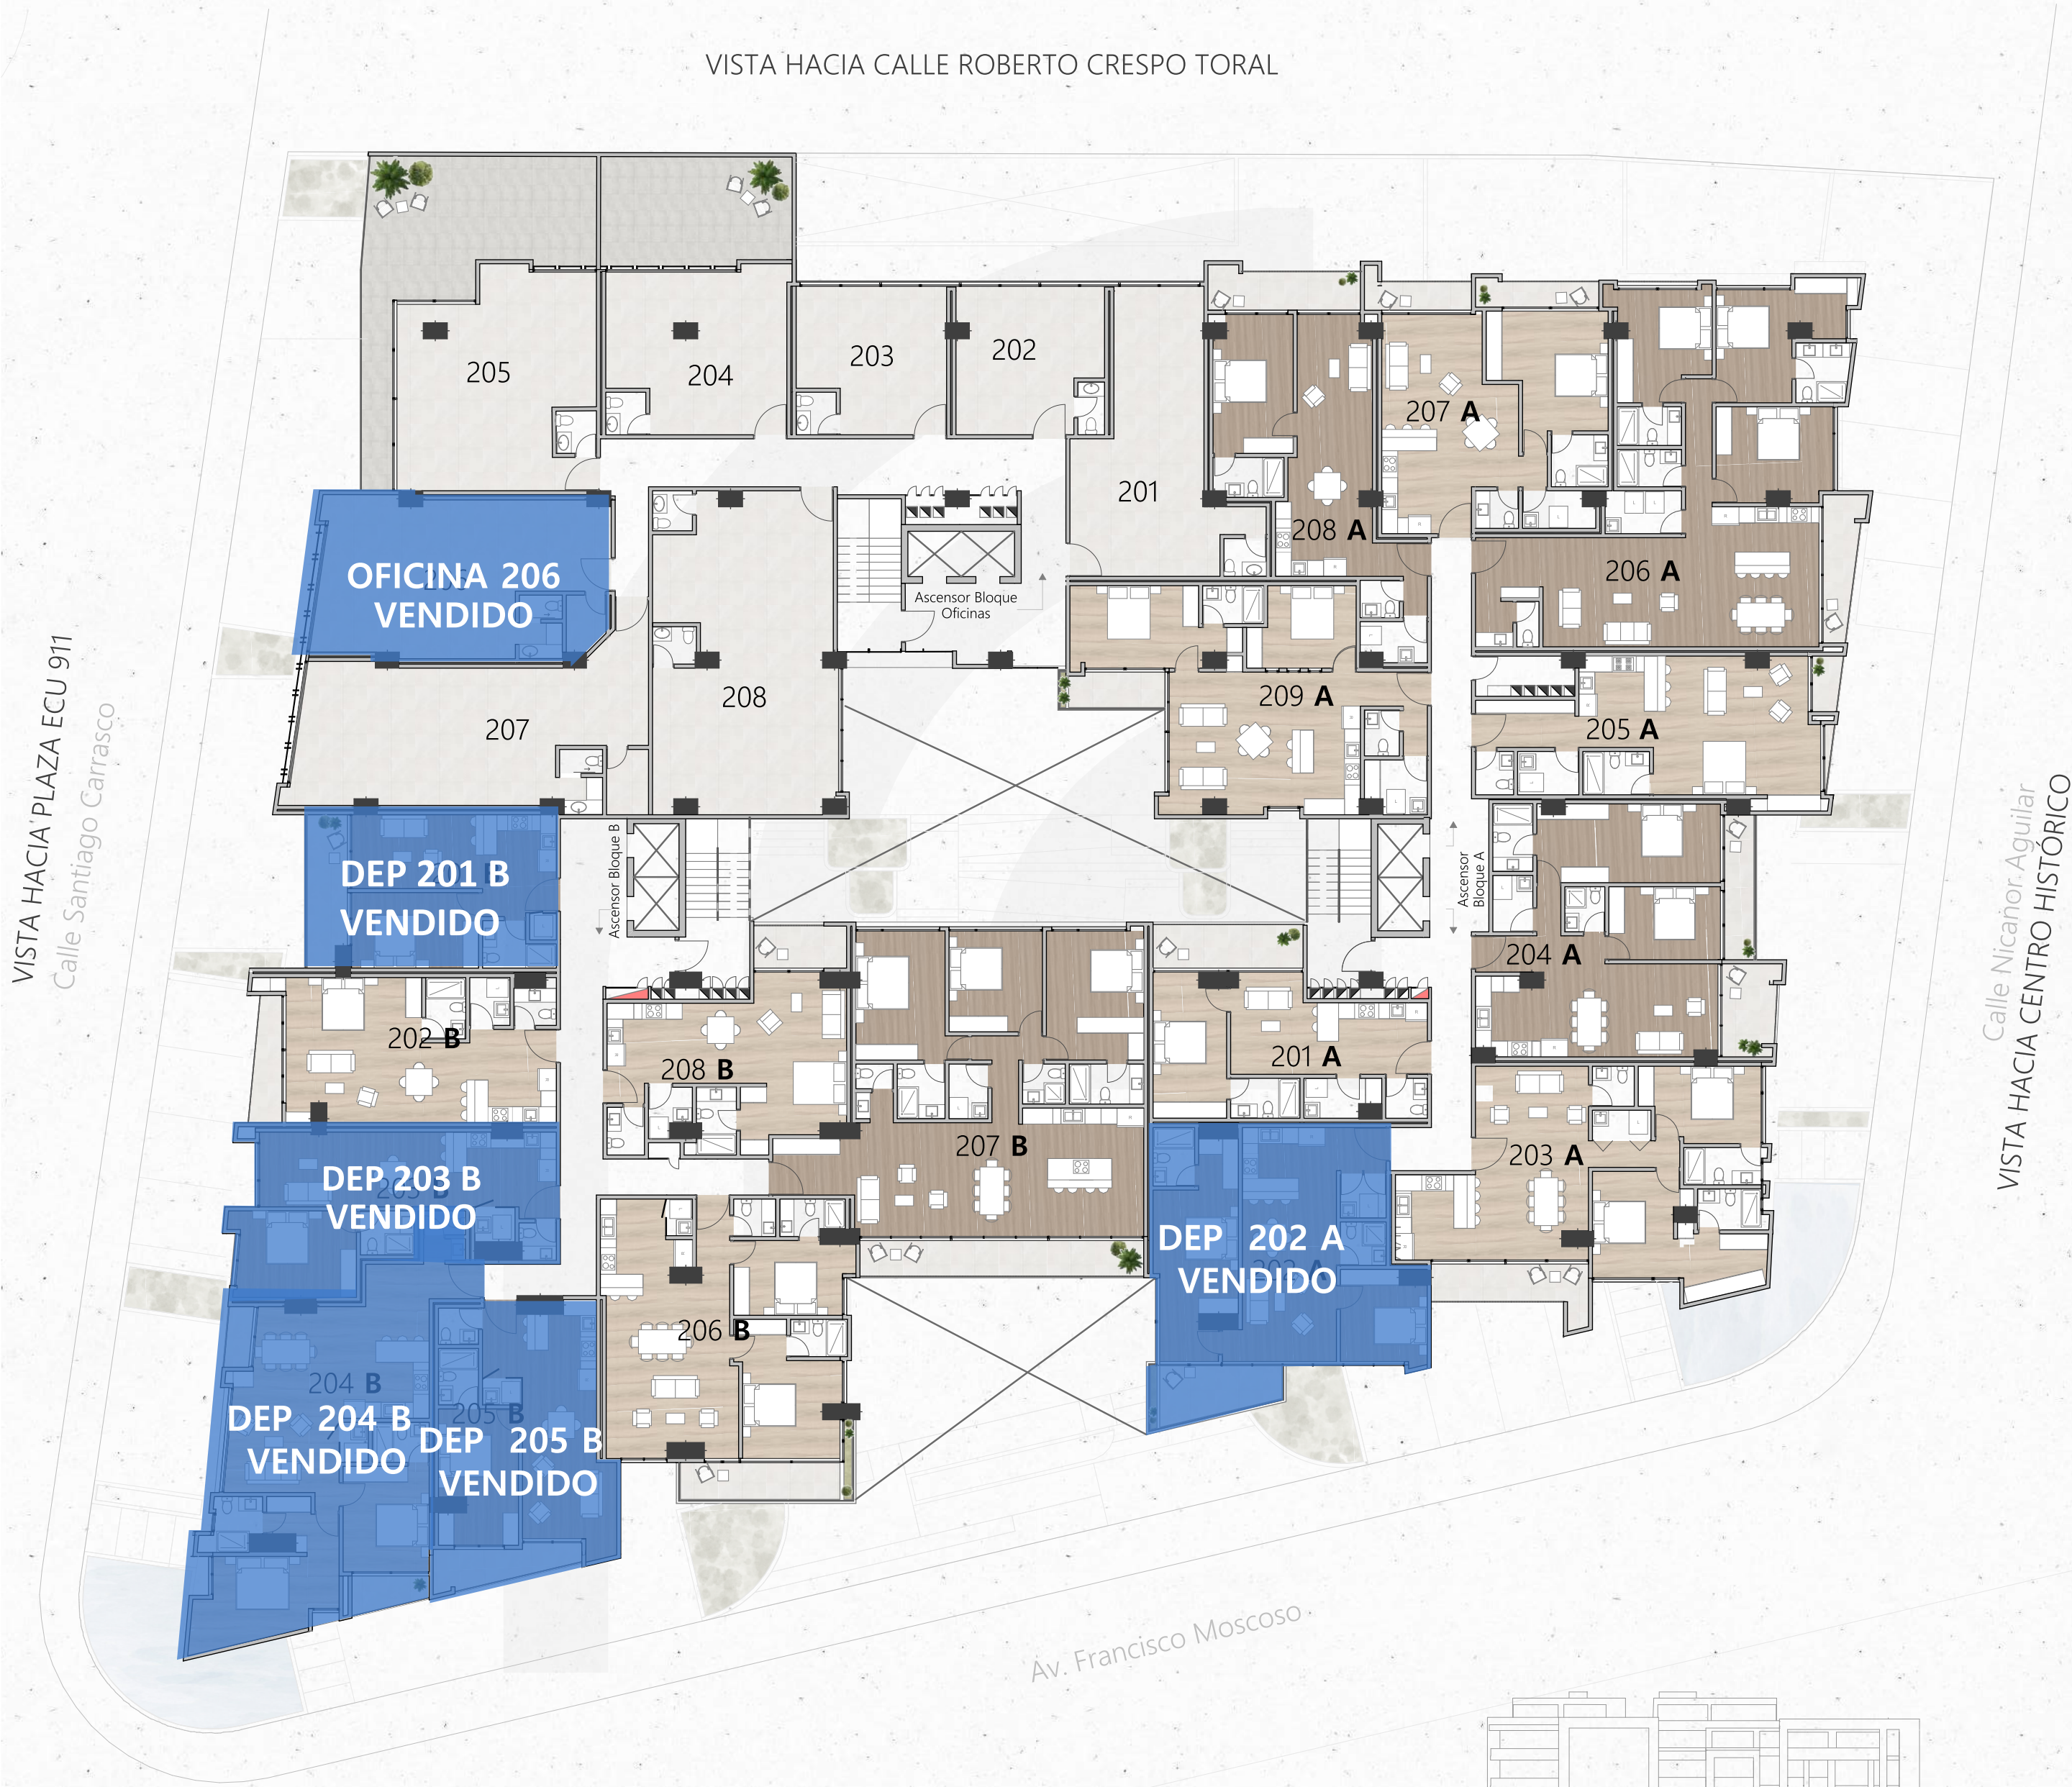 VISTA HACIA CALLE ROBERTO CRESPO TORAL
205
204
203
202
201
207 A
208 A
206 A
OFICINA 206
VENDIDO
Ascensor Bloque
Oficinas
207
208
209 A
205 A
VISTA HACIA PLAZA ECU 911
Calle Santiago Carrasco
DEP 201 B
VENDIDO
Ascensor Bloque B
Ascensor
Bloque A
204 A
Calle Nicanor Aguilar
VISTA HACIA CENTRO HISTÓRICO
202 B
208 B
201 A
207 B
203 A
DEP 203 B
203 B
VENDIDO
DEP 202 A
202 A
VENDIDO
206 B
204 B
DEP 204 B
VENDIDO
205 B
DEP 205 B
VENDIDO
Av. Francisco Moscoso